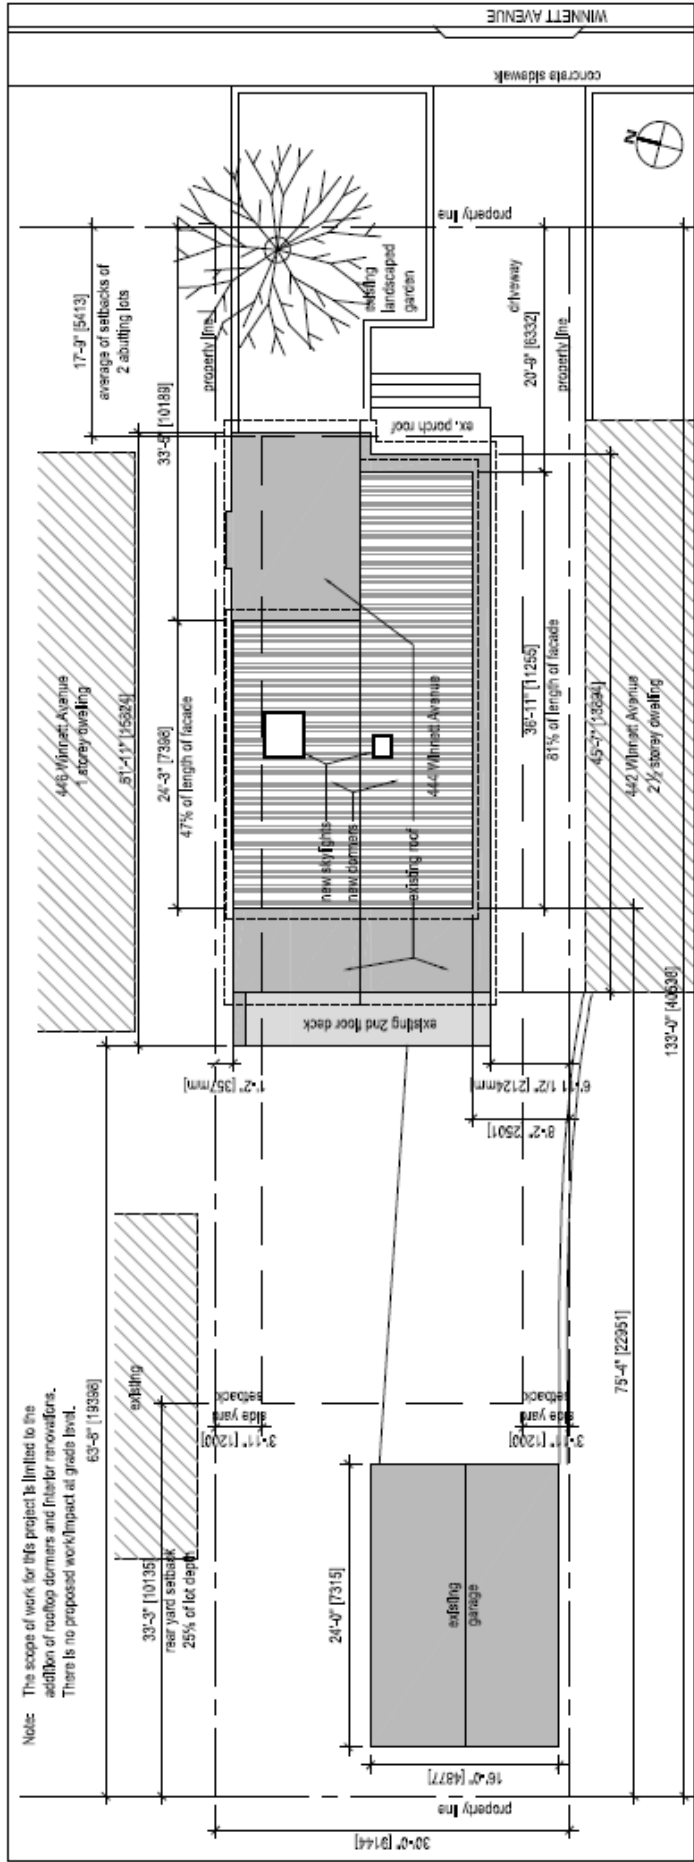 Note: The scope of work for this project is limited to the
addition of rooftop dormers and interior renovations.
There is no proposed work/impact at grade level.
63'-8" [19398]
existing
33'-3" [10135]
rear yard setback
25% of lot depth
side yard
setback
3'-11" [1200]
side yard
setback
3'-11" [1200]
24'-0" [7315]
existing
garage
16'-0" [4877]
property line
30'-0" [9144]
75'-4" [22951]
133'-0" [40538]
446 Winnett Avenue
1 storey dwelling
51'-11" [15824]
24'-3" [7398]
47% of length of facade
1'-2" [357mm]
6'-11 1/2" [2124mm]
8'-2" [2501]
existing 2nd floor deck
new skylights
new dormers
existing roof
444 Winnett Avenue
36'-11" [11255]
81% of length of facade
45'-7" [13894]
442 Winnett Avenue
2 ½ storey dwelling
17'-9" [5413]
average of setbacks of
2 abutting lots
33'-5" [10189]
property line
existing
landscaped
garden
ex. porch roof
driveway
20'-9" [6332]
property line
property line
concrete sidewalk
WINNETT AVENUE
N